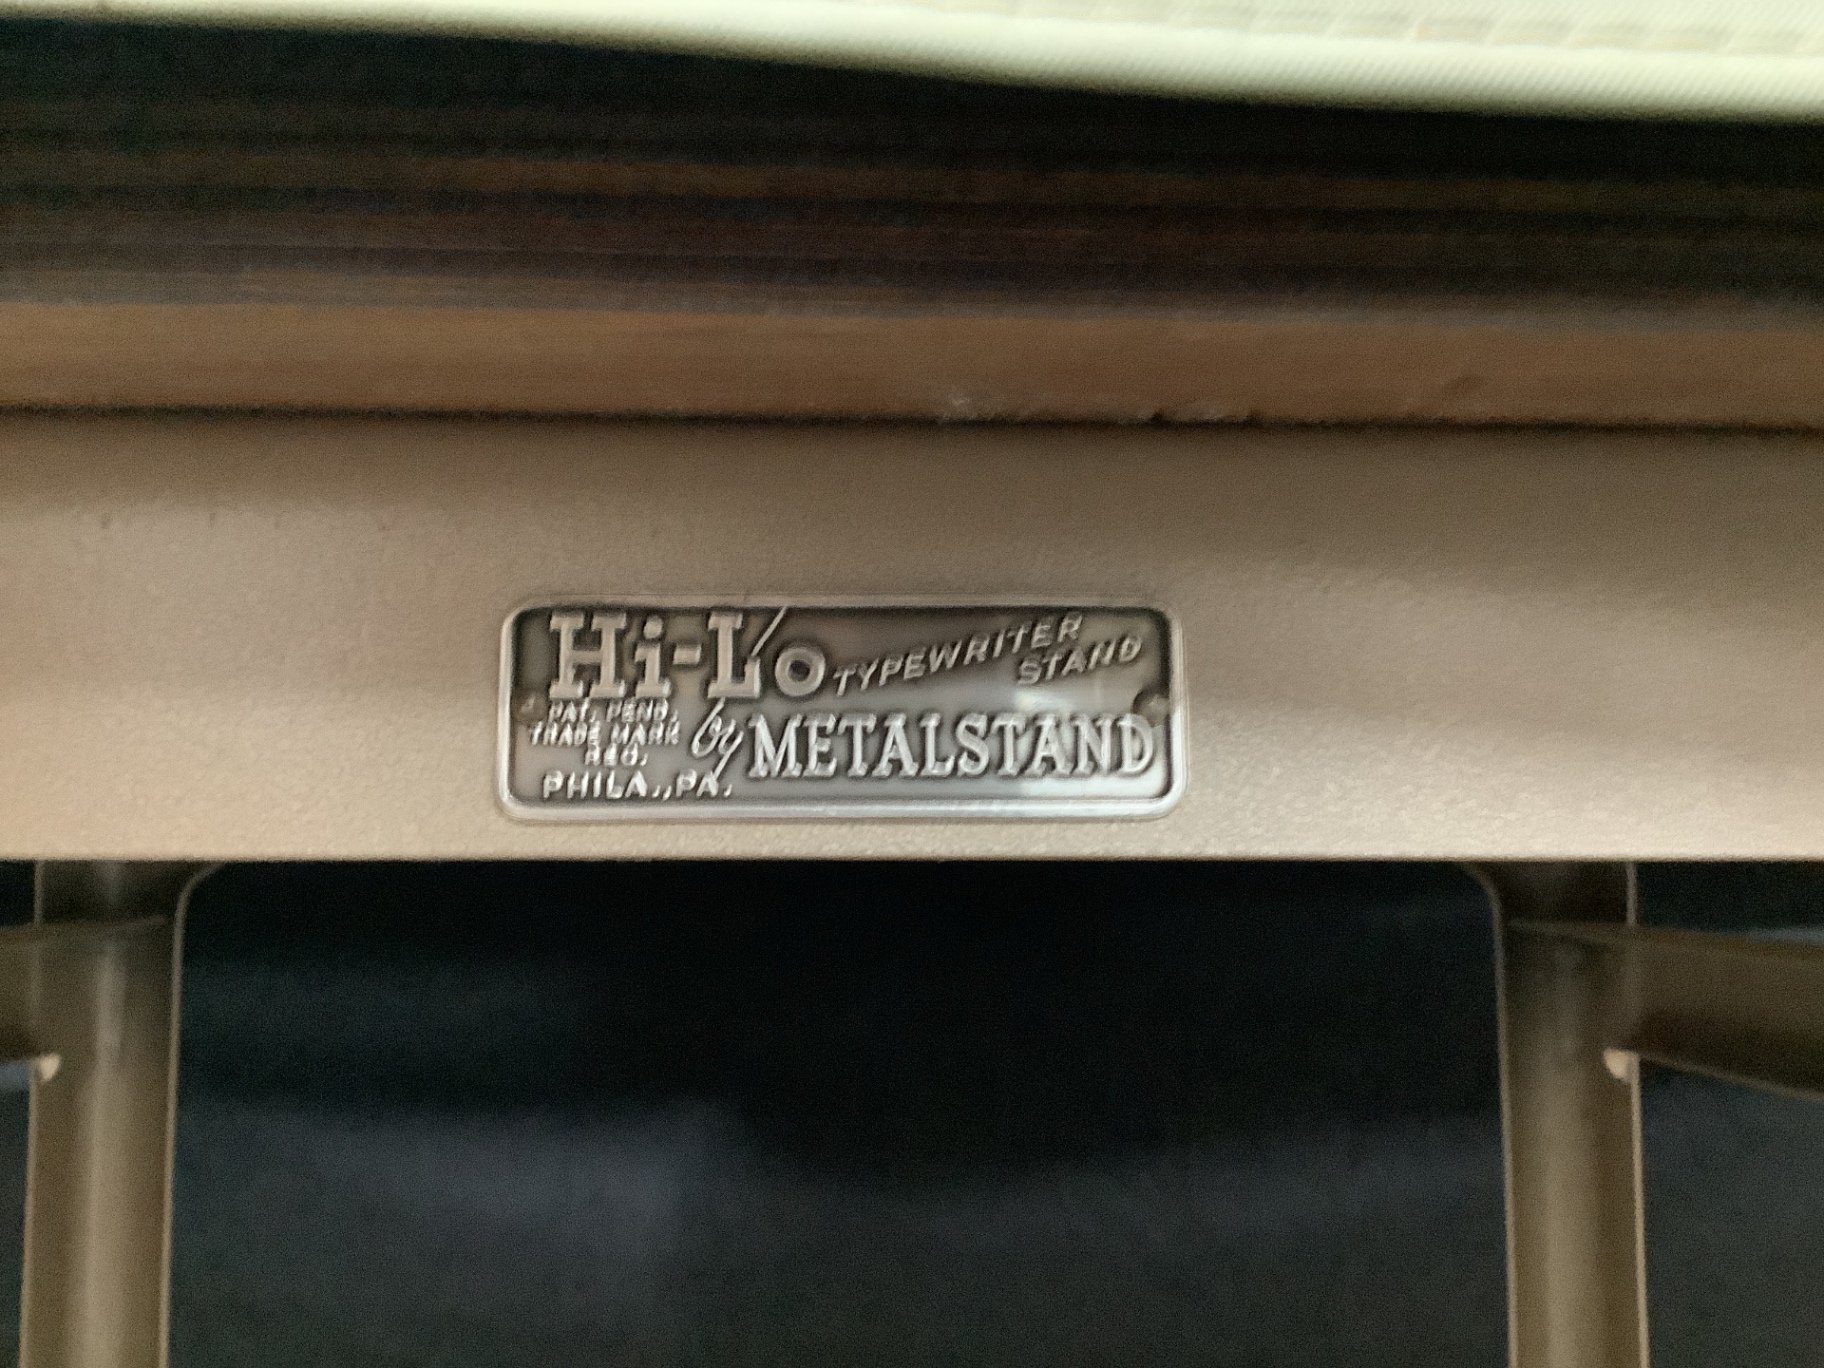 Hi-Lo TYPEWRITER STAND
PAT. PEND.
TRADE MARK
REG.
PHILA., PA.
by METALSTAND